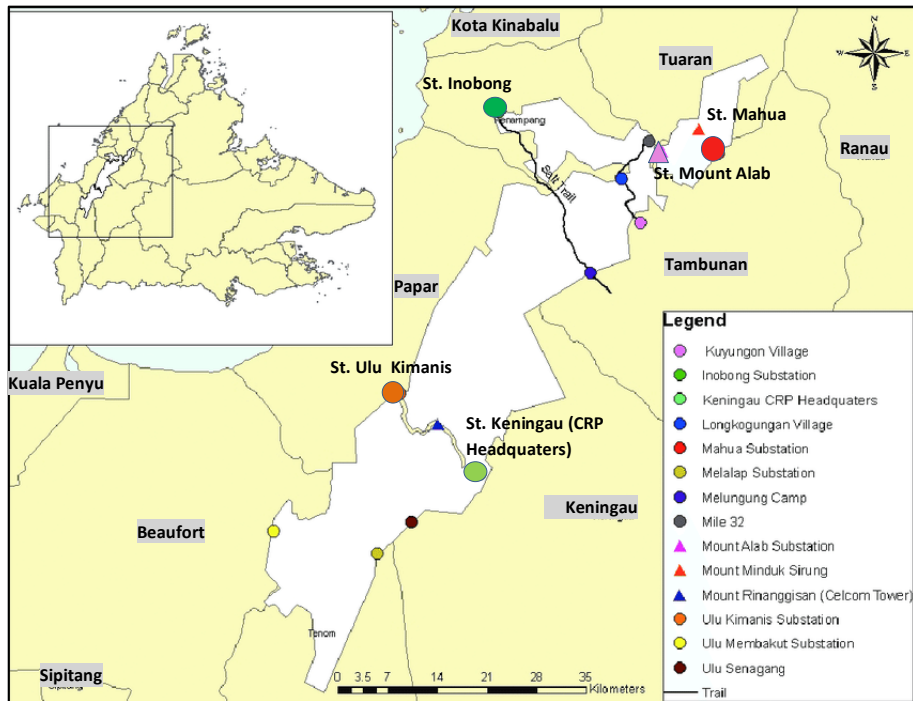 Kota Kinabalu
N
W
E
S
Tuaran
St. Inobong
Penampang
St. Mahua
Ranau
St. Mount Alab
Salt Trail
Tambunan
Papar
Legend
Kuyungon Village
Inobong Substation
Keningau CRP Headquaters
Longkogungan Village
Mahua Substation
Melalap Substation
Melungung Camp
Mile 32
Mount Alab Substation
Mount Minduk Sirung
Mount Rinanggisan (Celcom Tower)
Ulu Kimanis Substation
Ulu Membakut Substation
Ulu Senagang
Trail
St. Ulu Kimanis
Kuala Penyu
St. Keningau (CRP
Headquaters)
Keningau
Beaufort
Tenom
Sipitang
Sipitang
0 3.5 7 14 21 28 35
Kilometers